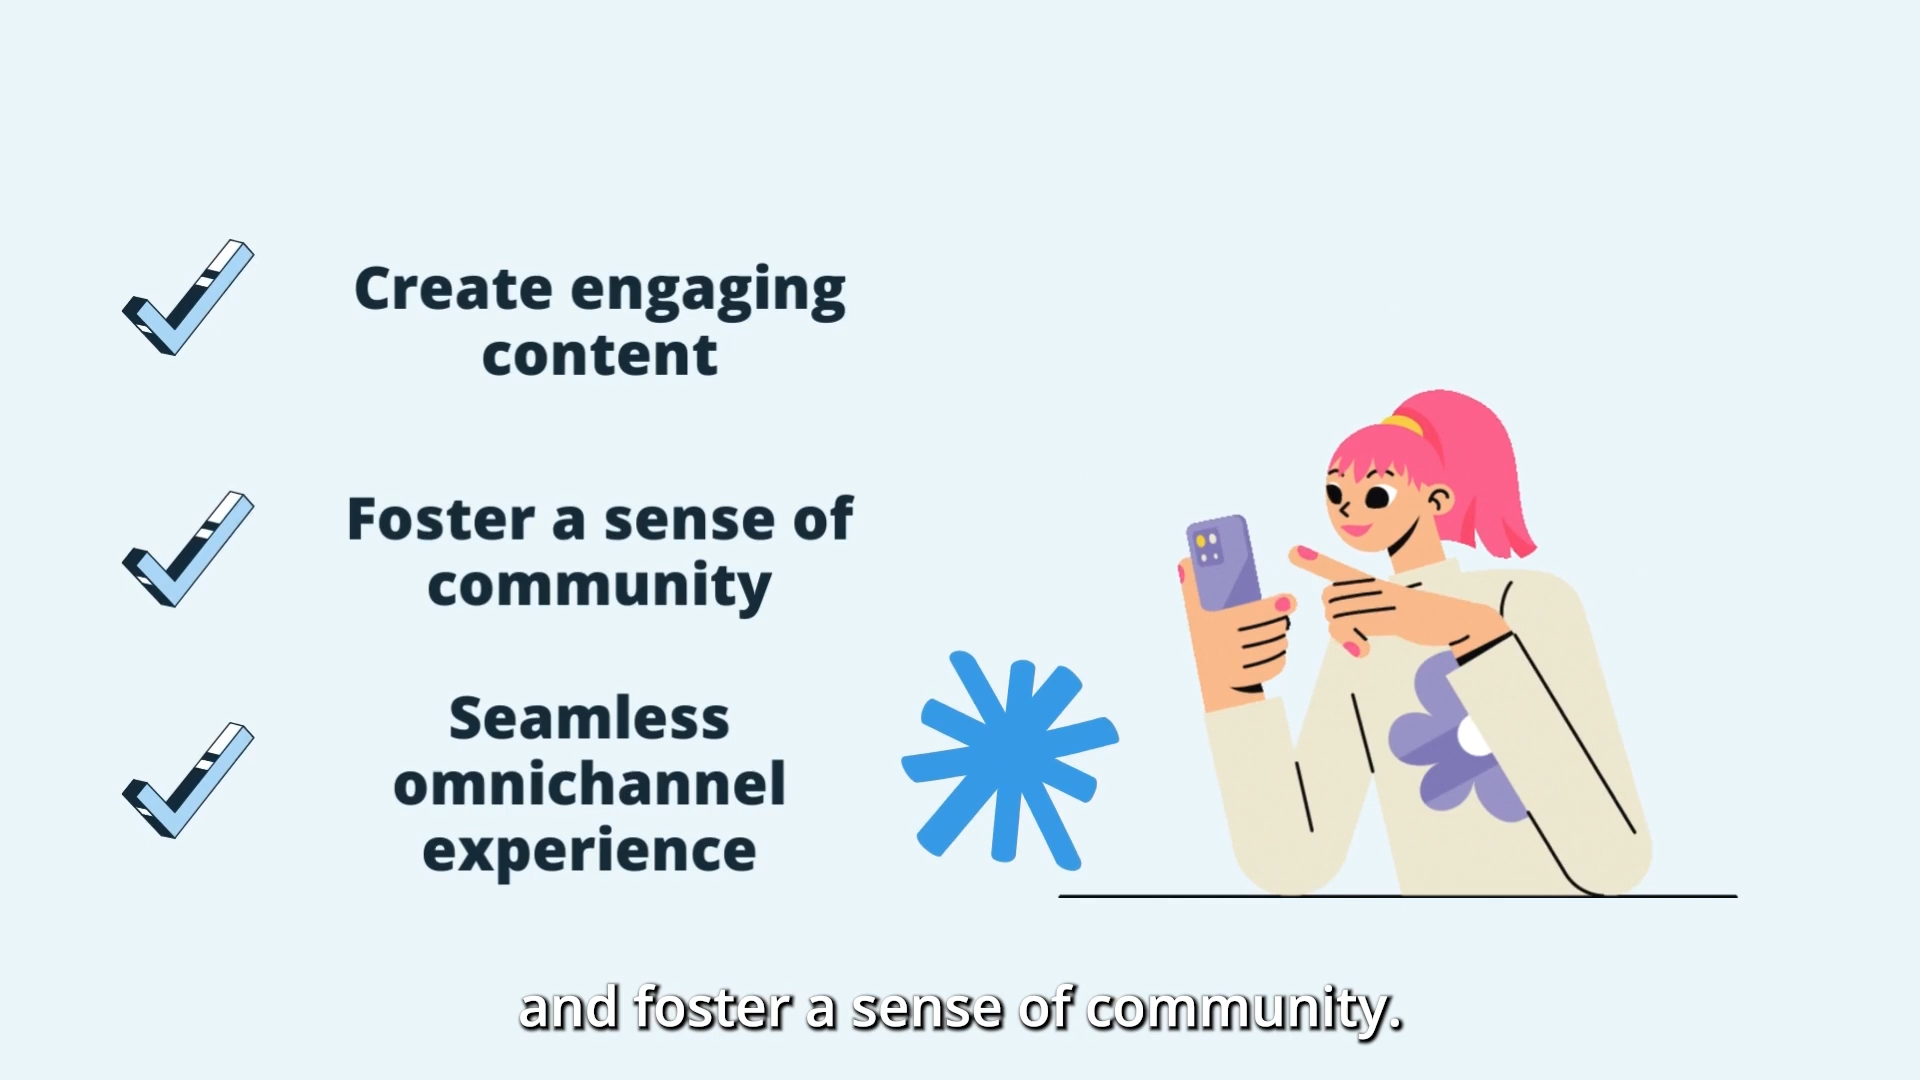 Create engaging
content
Foster a sense of
community
Seamless
omnichannel
experience
and foster a sense of community.